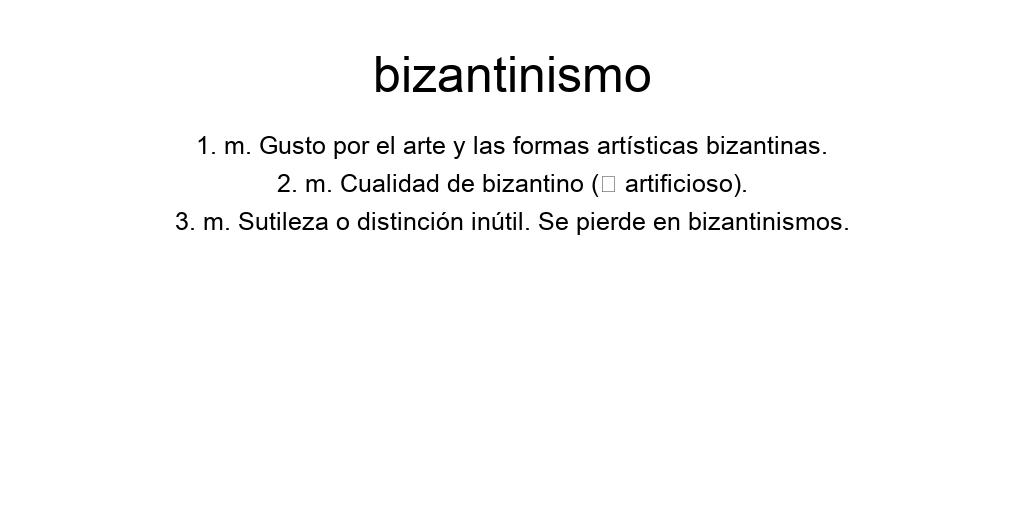 bizantinismo
1. m. Gusto por el arte y las formas artísticas bizantinas.
2. m. Cualidad de bizantino (▯ artificioso).
3. m. Sutileza o distinción inútil. Se pierde en bizantinismos.